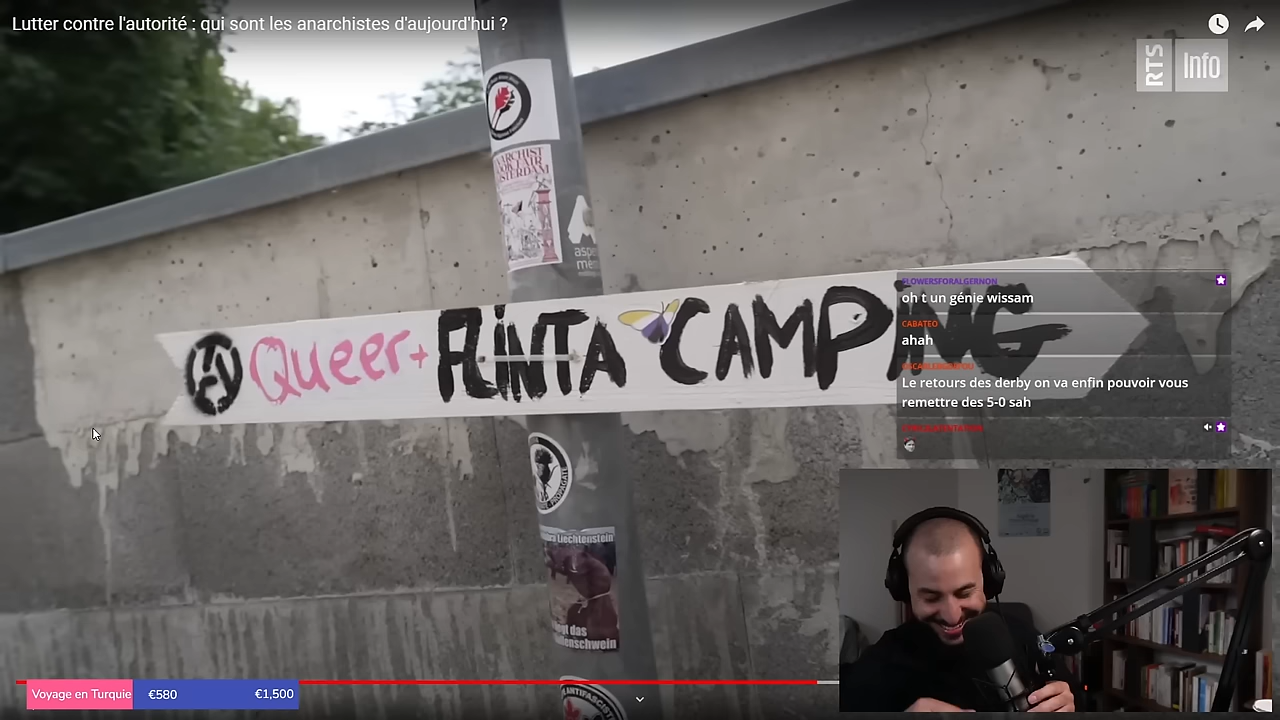 Lutter contre l'autorité : qui sont les anarchistes d'aujourd'hui ?
RTS
Info
Queer+ FLINTA CAMPING
FLOWERSFORALGERNON
oh t un génie wissam
CABATEO
ahah
Le retours des derby on va enfin pouvoir vous
remettre des 5-0 sah
Liechtenstein
Voyage en Turquie
€580
€1,500